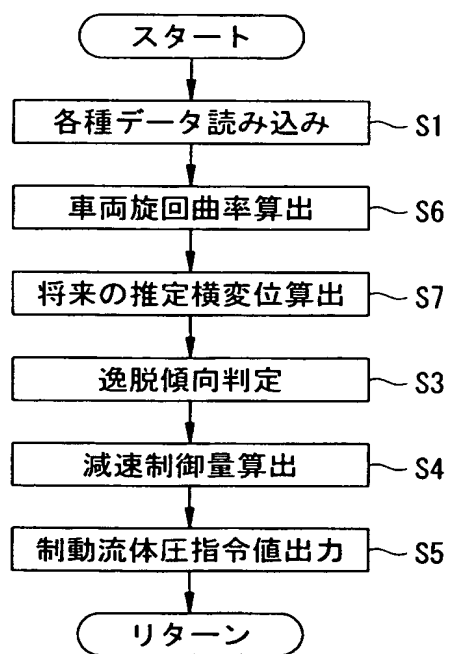 スタート
各種データ読み込み S1
車両旋回曲率算出 S6
将来の推定横変位算出 S7
逸脱傾向判定 S3
減速制御量算出 S4
制動流体圧指令値出力 S5
リターン